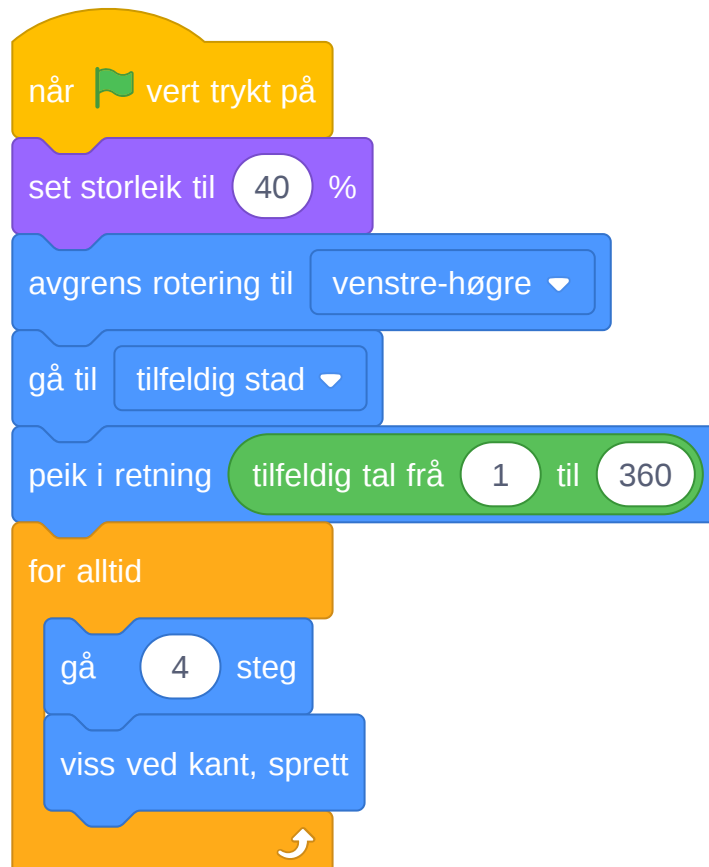 når vert trykt på
set storleik til 40 %
avgrens rotering til venstre-høgre
gå til tilfeldig stad
peik i retning tilfeldig tal frå 1 til 360
for alltid
gå 4 steg
viss ved kant, sprett